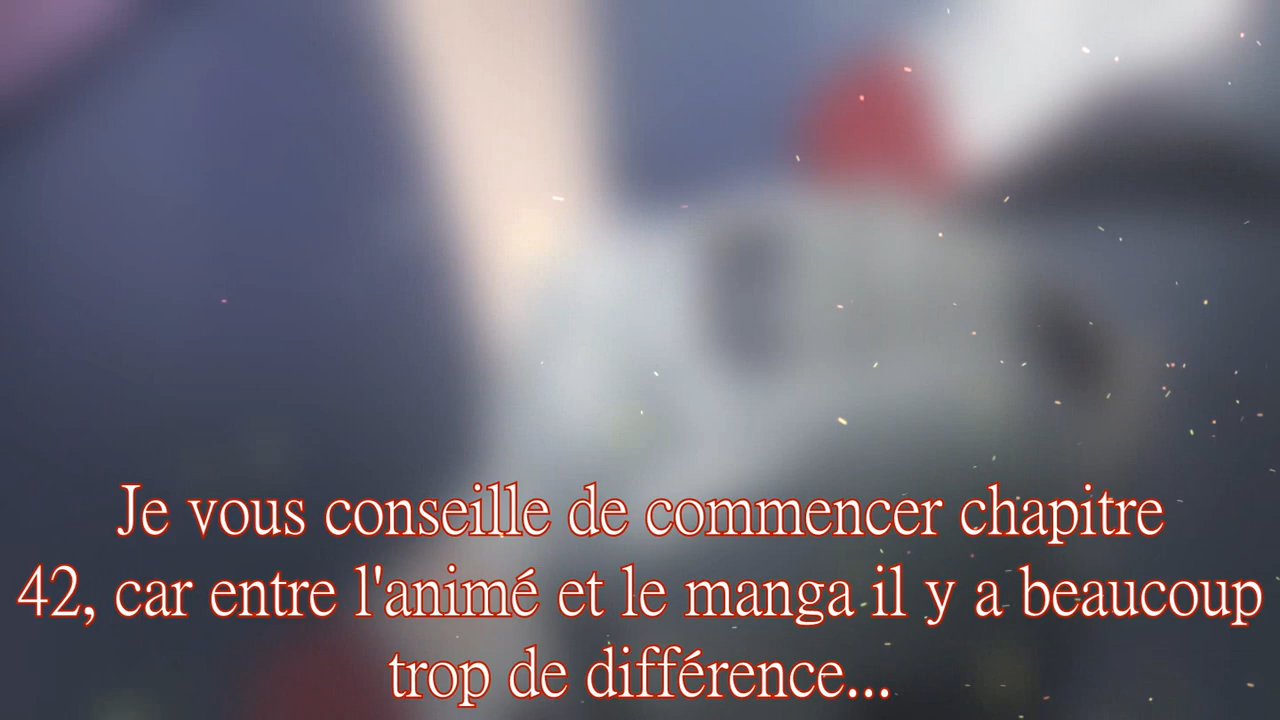 Je vous conseille de commencer chapitre
42, car entre l'animé et le manga il y a beaucoup
trop de différence...